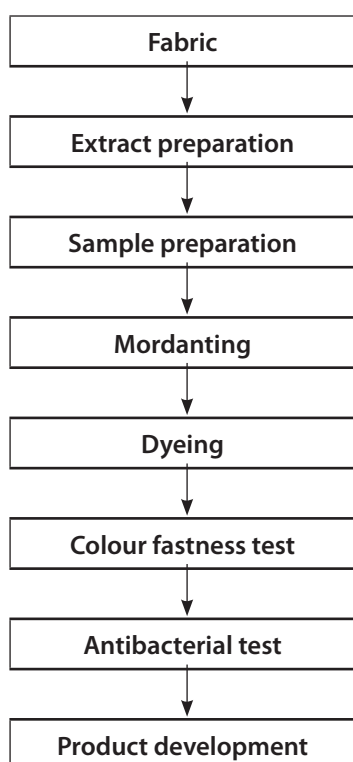 Fabric
Extract preparation
Sample preparation
Mordanting
Dyeing
Colour fastness test
Antibacterial test
Product development